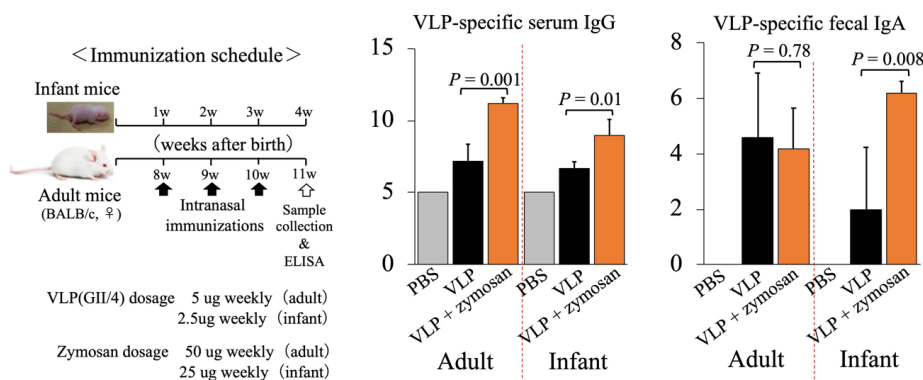 ＜Immunization schedule＞
Infant mice
1w 2w 3w 4w
(weeks after birth)
8w 9w 10w 11w
Adult mice
(BALB/c, ♀)
Intranasal
immunizations
Sample
collection
&
ELISA
VLP(GII/4) dosage 5 ug weekly (adult)
2.5ug weekly (infant)
Zymosan dosage 50 ug weekly (adult)
25 ug weekly (infant)
VLP-specific serum IgG
15
10
5
0
P = 0.001
P = 0.01
PBS
VLP
VLP + zymosan
PBS
VLP
VLP + zymosan
Adult Infant
VLP-specific fecal IgA
8
6
4
2
0
P = 0.78
P = 0.008
PBS
VLP
VLP + zymosan
PBS
VLP
VLP + zymosan
Adult Infant